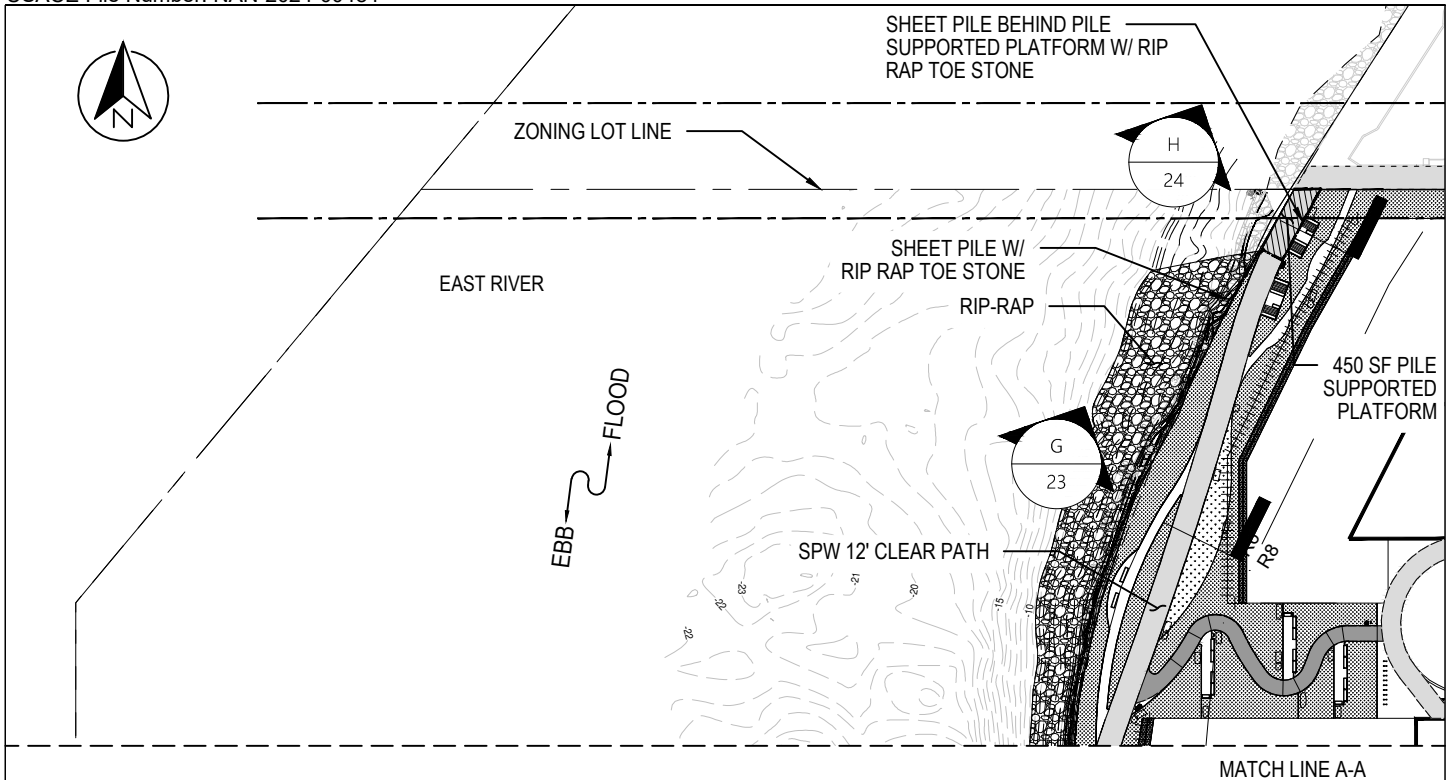 SHEET PILE BEHIND PILE
SUPPORTED PLATFORM W/ RIP
RAP TOE STONE
N
ZONING LOT LINE
H
24
SHEET PILE W/
RIP RAP TOE STONE
EAST RIVER
RIP-RAP
450 SF PILE
SUPPORTED
PLATFORM
FLOOD
EBB
G
23
SPW 12' CLEAR PATH
R8
-23
-22
-22
-21
-20
-15
-10
MATCH LINE A-A